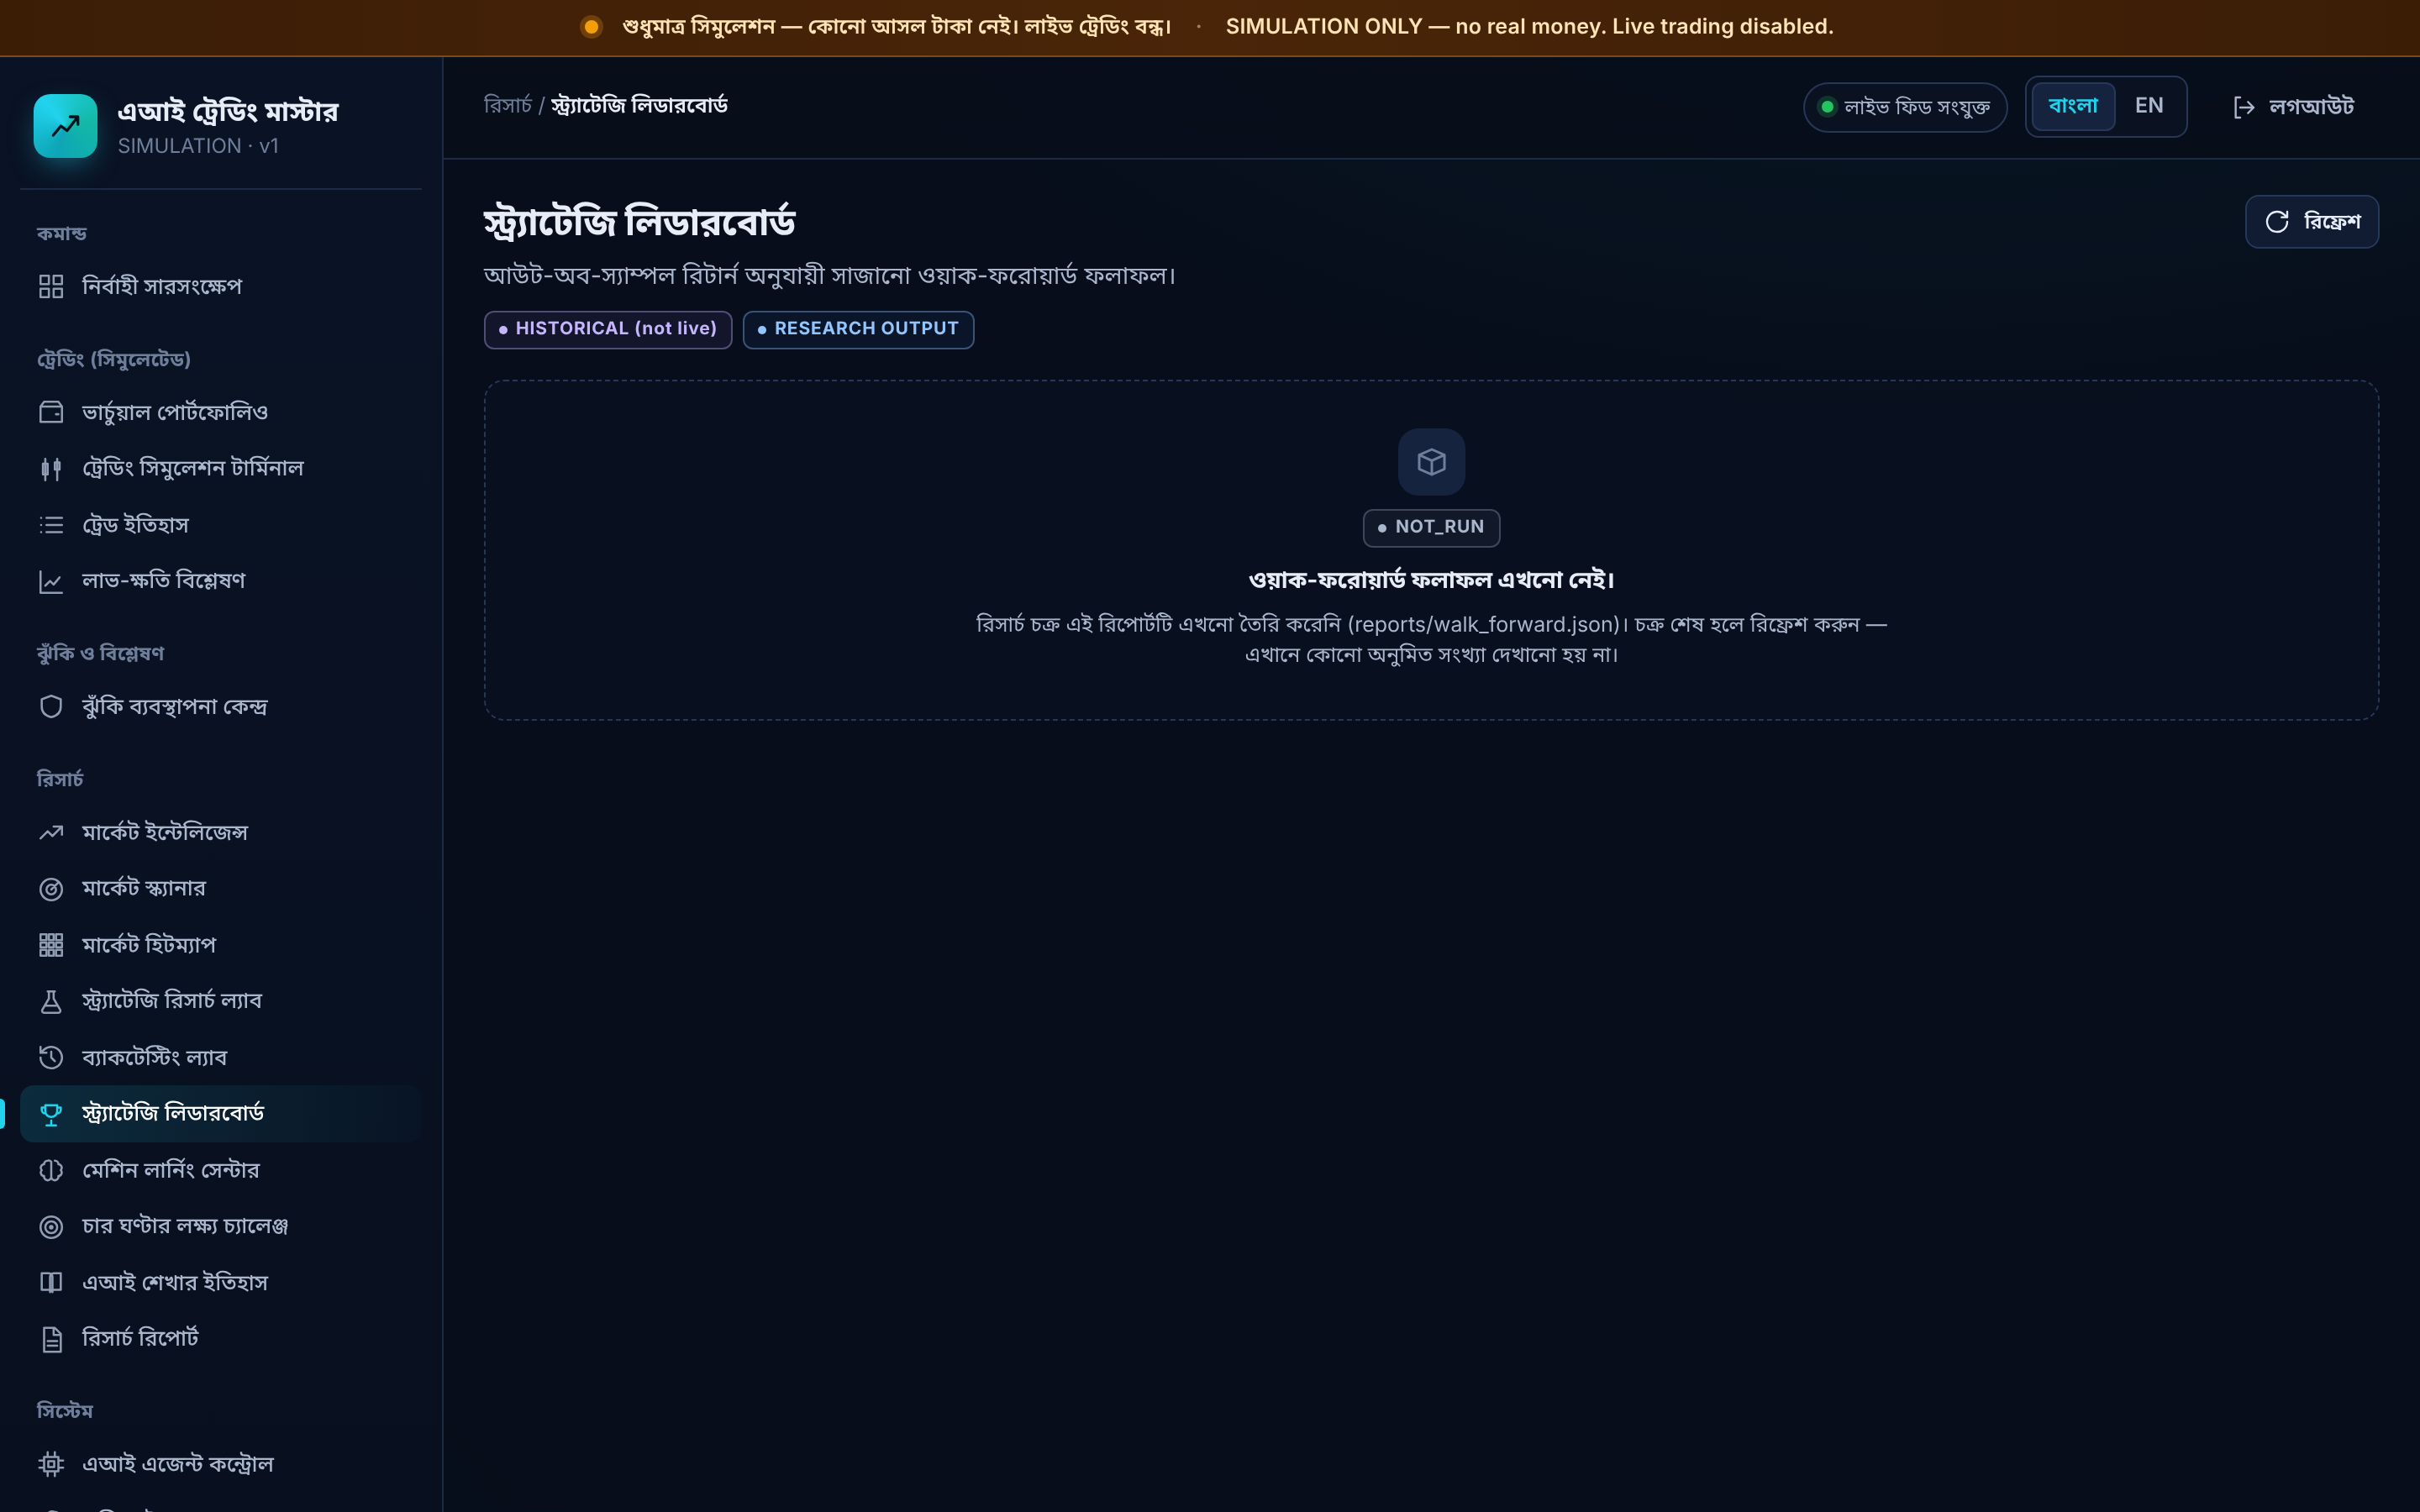 শুধুমাত্র সিমুলেশন — কোনো আসল টাকা নেই। লাইভ ট্রেডিং বন্ধ। · SIMULATION ONLY — no real money. Live trading disabled.
এআই ট্রেডিং মাস্টার
SIMULATION · v1
কমান্ড
নির্বাহী সারসংক্ষেপ
ট্রেডিং (সিমুলেটেড)
ভার্চুয়াল পোর্টফোলিও
ট্রেডিং সিমুলেশন টার্মিনাল
ট্রেড ইতিহাস
লাভ-ক্ষতি বিশ্লেষণ
ঝুঁকি ও বিশ্লেষণ
ঝুঁকি ব্যবস্থাপনা কেন্দ্র
রিসার্চ
মার্কেট ইন্টেলিজেন্স
মার্কেট স্ক্যানার
মার্কেট হিটম্যাপ
স্ট্র্যাটেজি রিসার্চ ল্যাব
ব্যাকটেস্টিং ল্যাব
স্ট্র্যাটেজি লিডারবোর্ড
মেশিন লার্নিং সেন্টার
চার ঘণ্টার লক্ষ্য চ্যালেঞ্জ
এআই শেখার ইতিহাস
রিসার্চ রিপোর্ট
সিস্টেম
এআই এজেন্ট কন্ট্রোল
রিসার্চ / স্ট্র্যাটেজি লিডারবোর্ড
লাইভ ফিড সংযুক্ত
বাংলা EN
লগআউট
স্ট্র্যাটেজি লিডারবোর্ড
রিফ্রেশ
আউট-অব-স্যাম্পল রিটার্ন অনুযায়ী সাজানো ওয়াক-ফরোয়ার্ড ফলাফল।
HISTORICAL (not live) RESEARCH OUTPUT
NOT_RUN
ওয়াক-ফরোয়ার্ড ফলাফল এখনো নেই।
রিসার্চ চক্র এই রিপোর্টটি এখনো তৈরি করেনি (reports/walk_forward.json)। চক্র শেষ হলে রিফ্রেশ করুন —
এখানে কোনো অনুমিত সংখ্যা দেখানো হয় না।